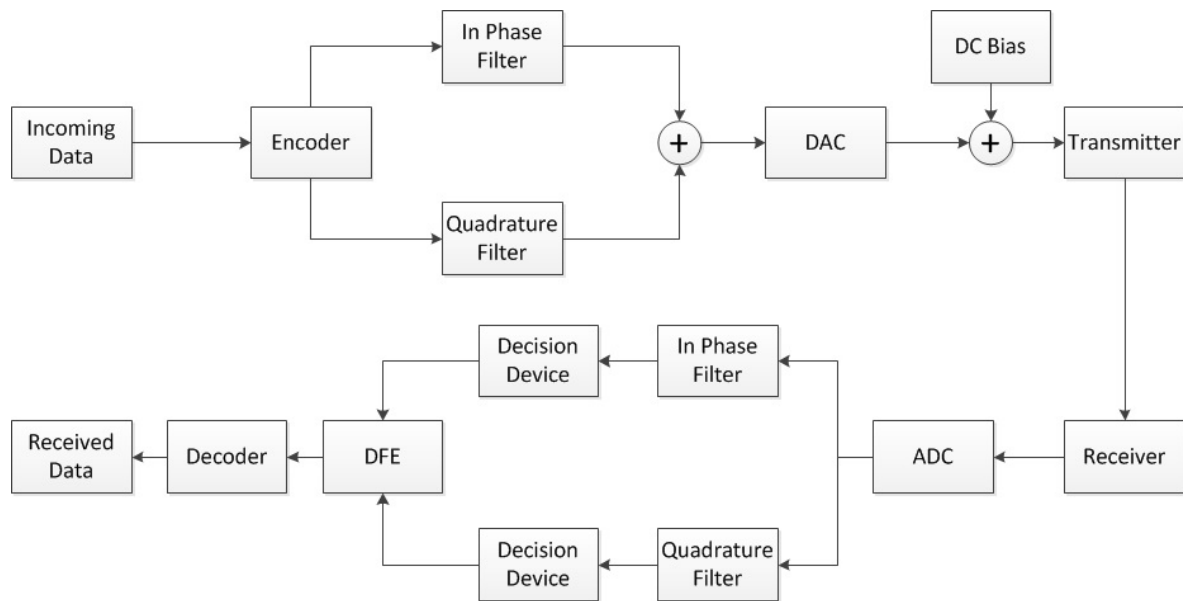 In Phase
Filter
DC Bias
Incoming
Data
Encoder
+
DAC
+
Transmitter
Quadrature
Filter
Decision
Device
In Phase
Filter
Received
Data
Decoder
DFE
ADC
Receiver
Decision
Device
Quadrature
Filter